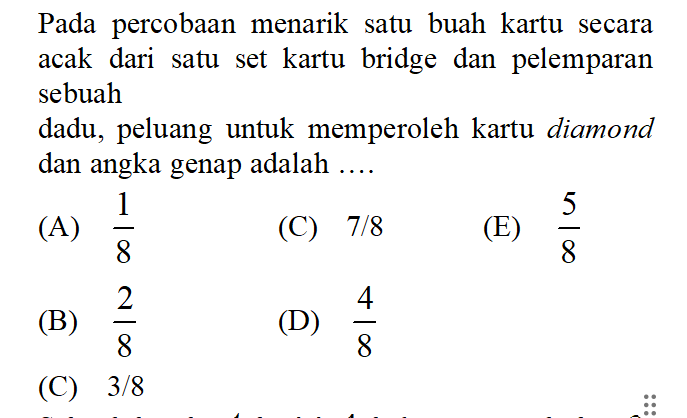 Pada percobaan menarik satu buah kartu secara
acak dari satu set kartu bridge dan pelemparan
sebuah
dadu, peluang untuk memperoleh kartu diamond
dan angka genap adalah ….
(A) 1/8 (C) 7/8 (E) 5/8
(B) 2/8 (D) 4/8
(C) 3/8